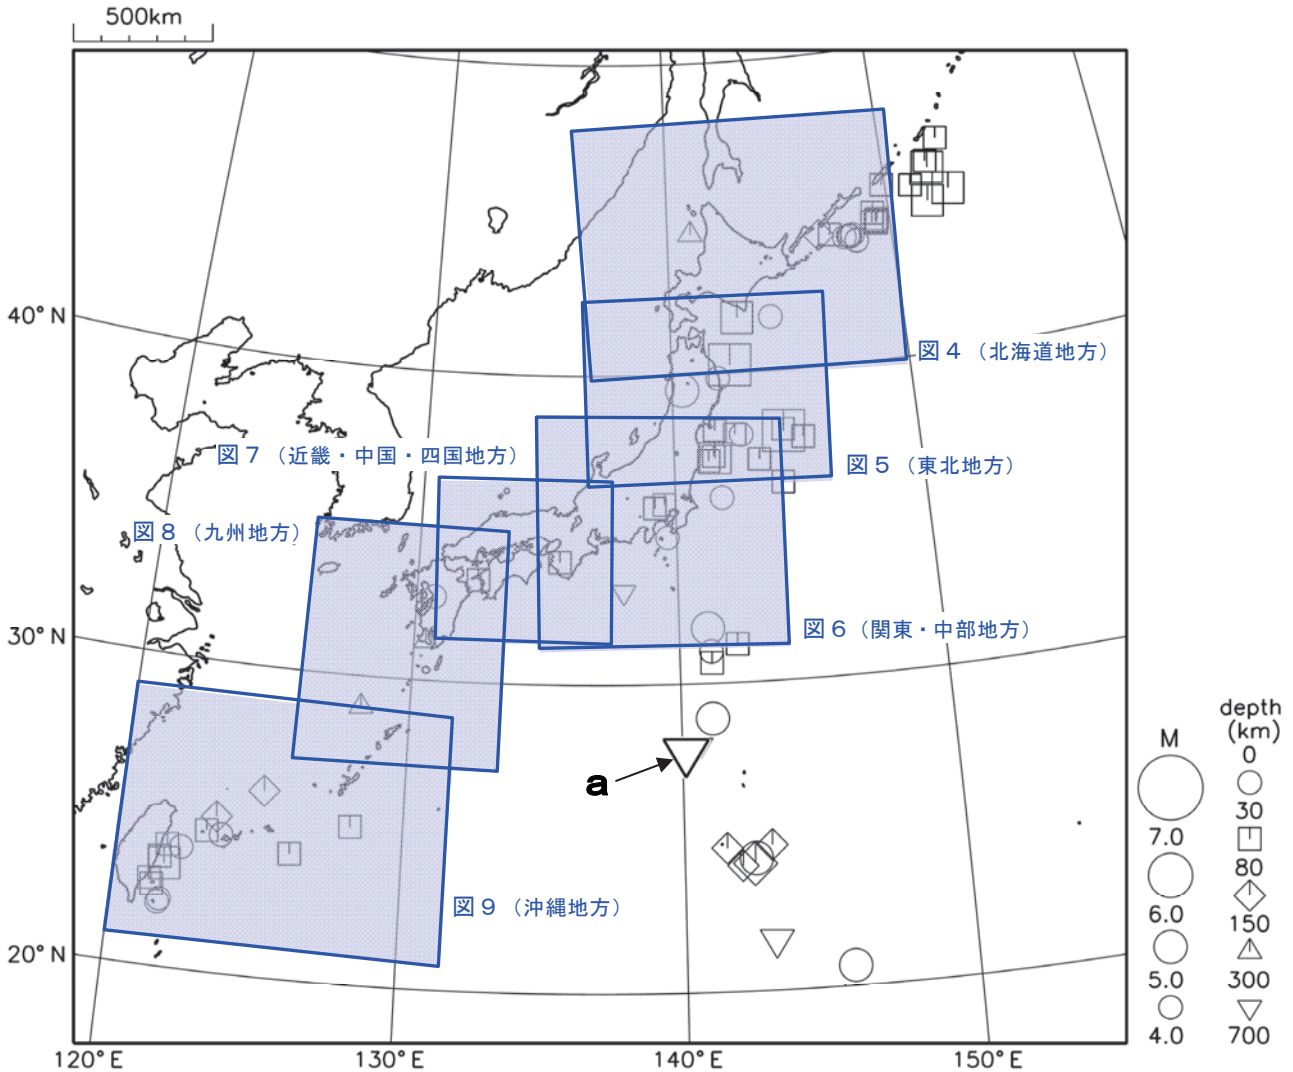 500km
40°N
図4（北海道地方）
図7（近畿・中国・四国地方）
図5（東北地方）
図8（九州地方）
30°N
図6（関東・中部地方）
a
図9（沖縄地方）
20°N
120°E
130°E
140°E
150°E
M
7.0
6.0
5.0
4.0
depth
(km)
0
30
80
150
300
700